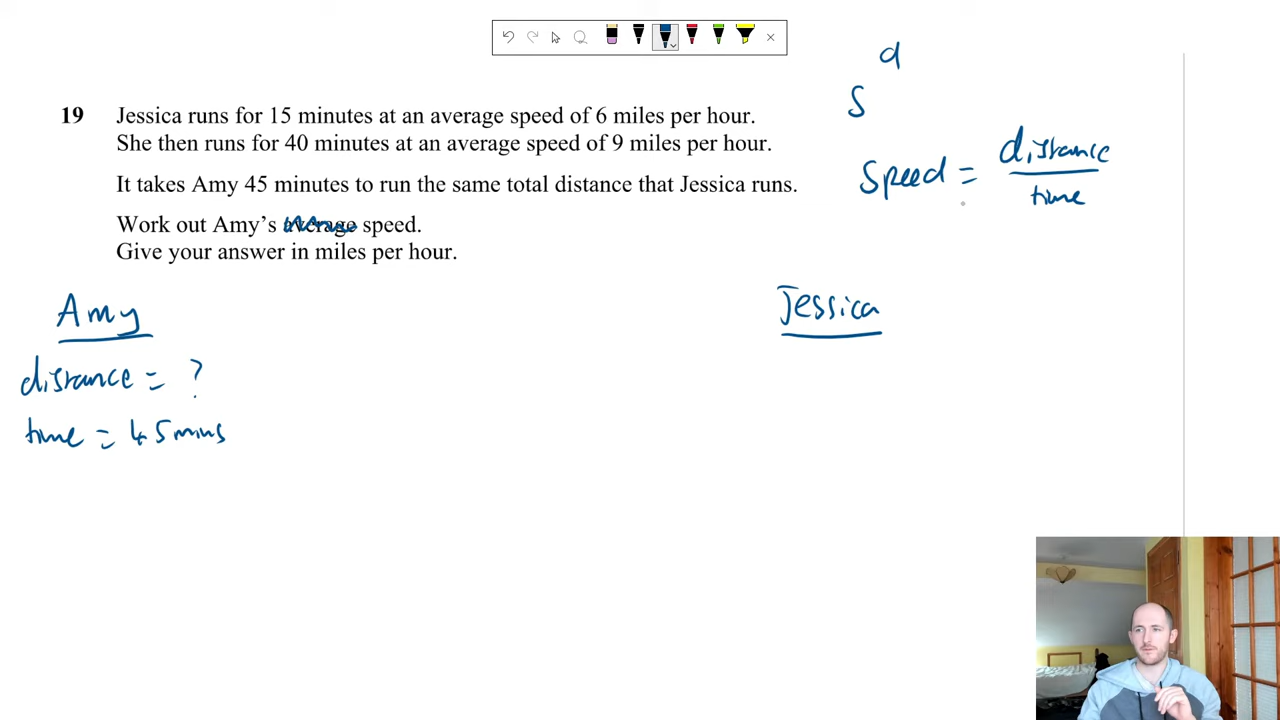 d
S
19 Jessica runs for 15 minutes at an average speed of 6 miles per hour.
She then runs for 40 minutes at an average speed of 9 miles per hour.
It takes Amy 45 minutes to run the same total distance that Jessica runs.
Work out Amy's average speed.
Give your answer in miles per hour.
Speed = distance
time
Amy
distance = ?
time = 45mins
Jessica